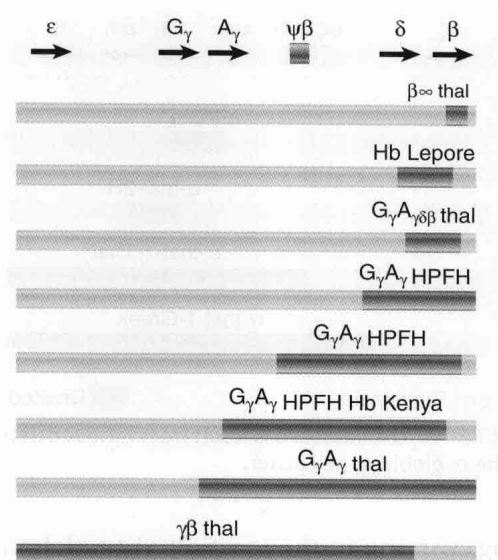 ε Gγ Aγ ψβ δ β
β∞ thal
Hb Lepore
GγAγδβ thal
GγAγ HPFH
GγAγ HPFH
GγAγ HPFH Hb Kenya
GγAγ thal
γβ thal